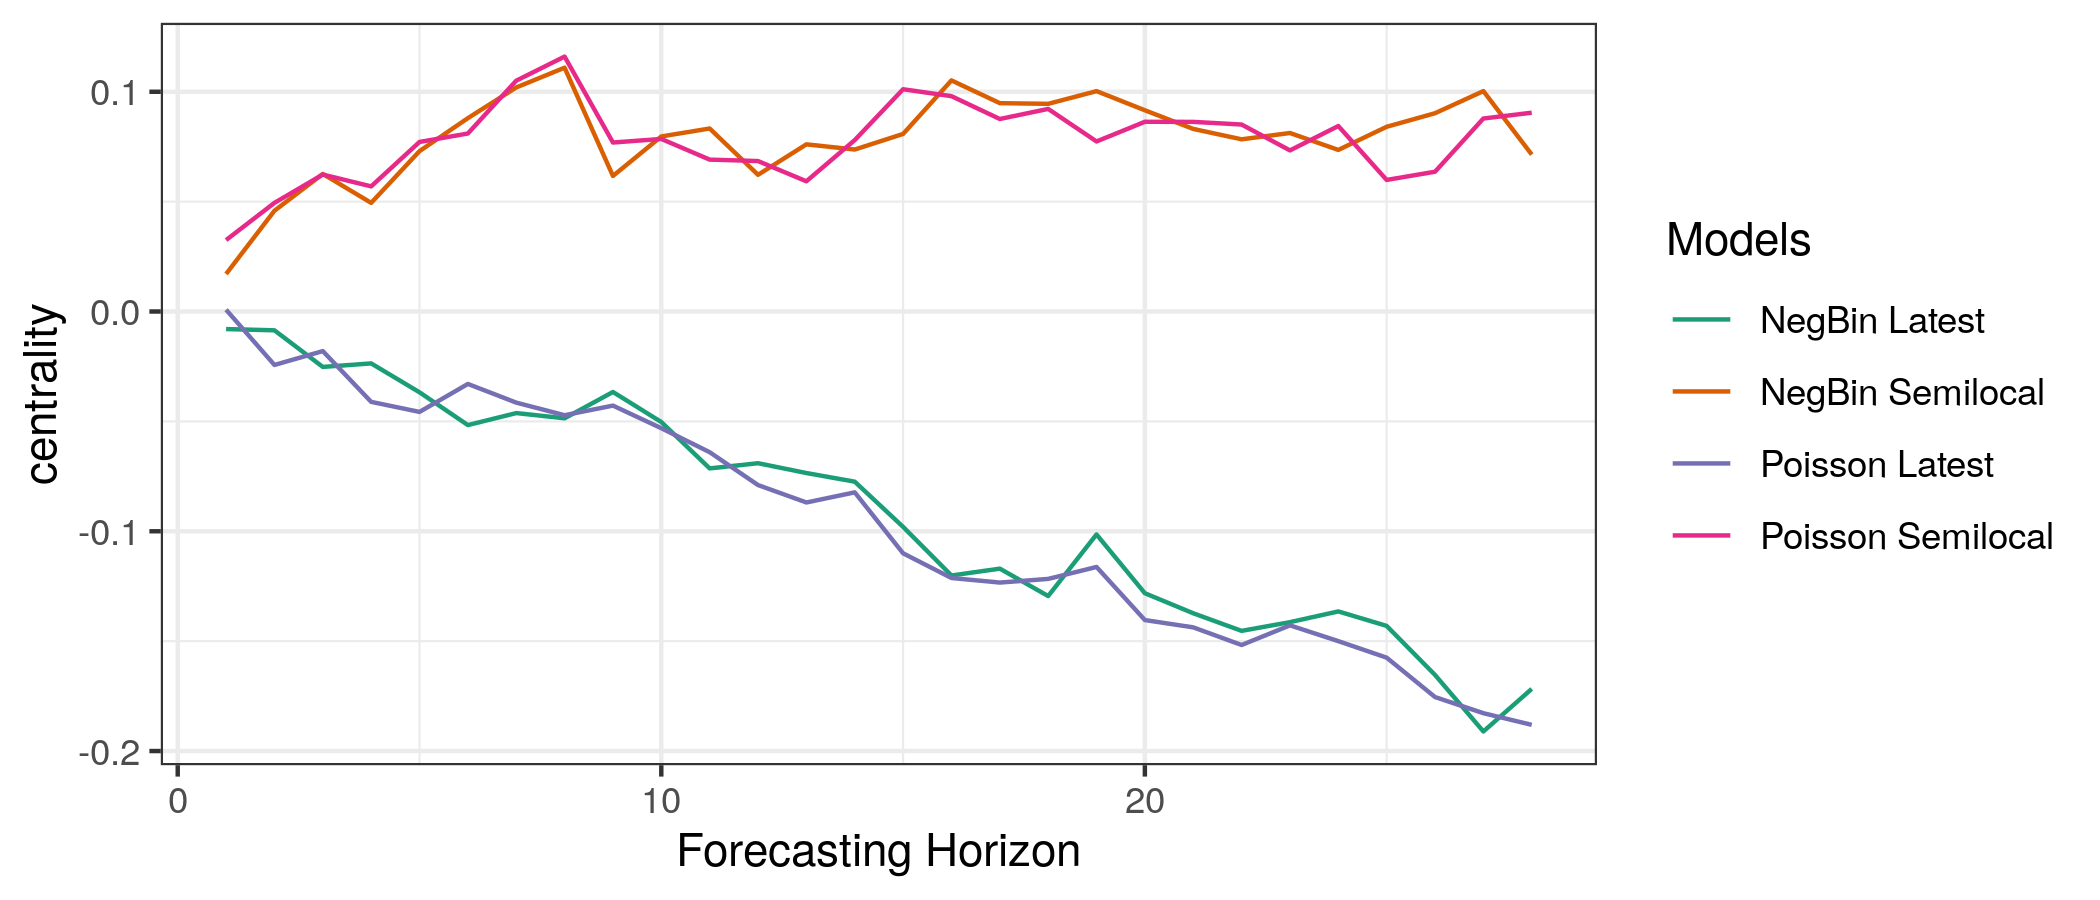 0.1
0.0
-0.1
-0.2
centrality
0 10 20
Forecasting Horizon
Models
NegBin Latest
NegBin Semilocal
Poisson Latest
Poisson Semilocal